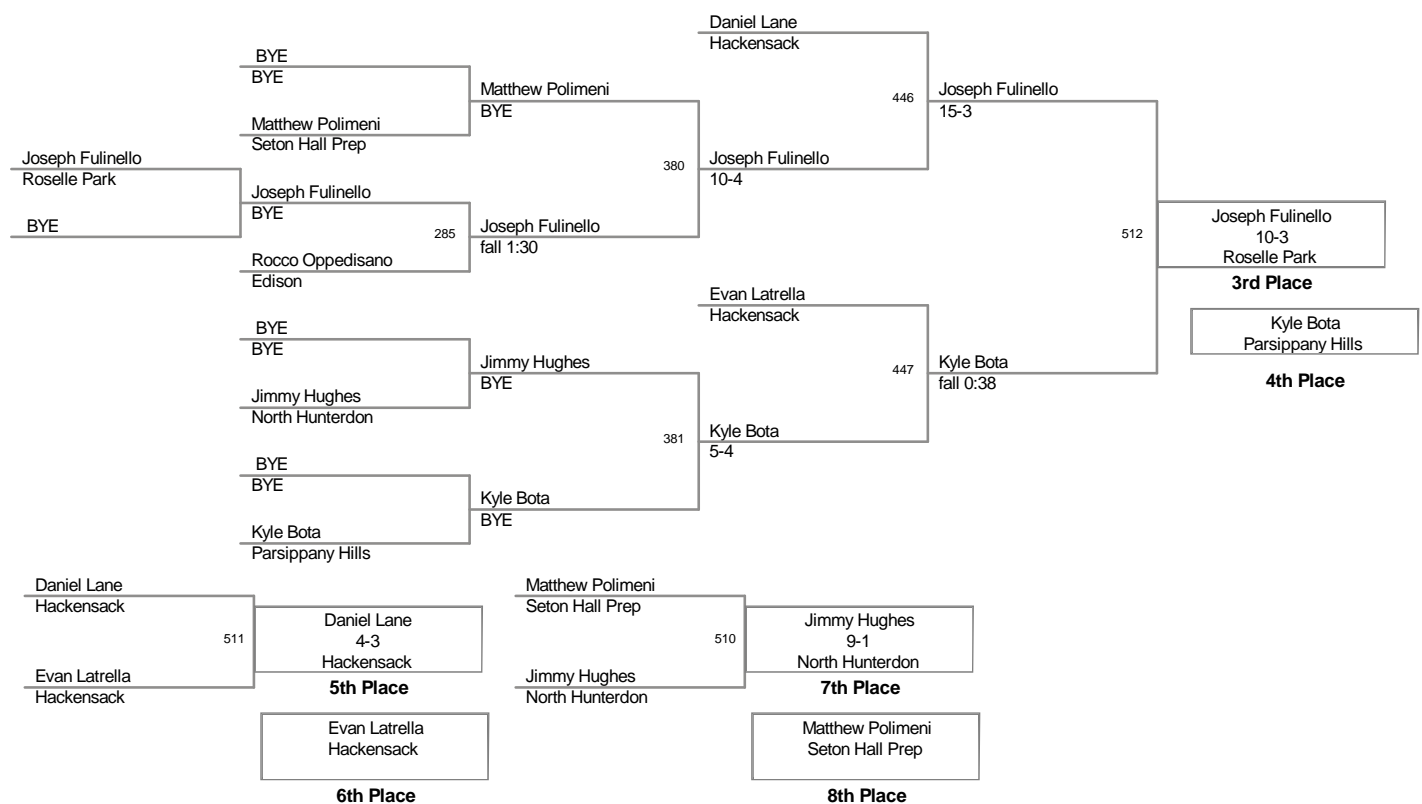 Daniel Lane
Hackensack
BYE
BYE
Matthew Polimeni
BYE
446
Joseph Fulinello
15-3
Matthew Polimeni
Seton Hall Prep
Joseph Fulinello
Roselle Park
380
Joseph Fulinello
10-4
Joseph Fulinello
BYE
BYE
285
Joseph Fulinello
fall 1:30
512
Joseph Fulinello
10-3
Roselle Park
3rd Place
Rocco Oppedisano
Edison
Evan Latrella
Hackensack
Kyle Bota
Parsippany Hills
4th Place
BYE
BYE
Jimmy Hughes
BYE
447
Kyle Bota
fall 0:38
Jimmy Hughes
North Hunterdon
381
Kyle Bota
5-4
BYE
BYE
Kyle Bota
BYE
Kyle Bota
Parsippany Hills
Daniel Lane
Hackensack
511
Daniel Lane
4-3
Hackensack
5th Place
Evan Latrella
Hackensack
Evan Latrella
Hackensack
6th Place
Matthew Polimeni
Seton Hall Prep
510
Jimmy Hughes
9-1
North Hunterdon
7th Place
Jimmy Hughes
North Hunterdon
Matthew Polimeni
Seton Hall Prep
8th Place